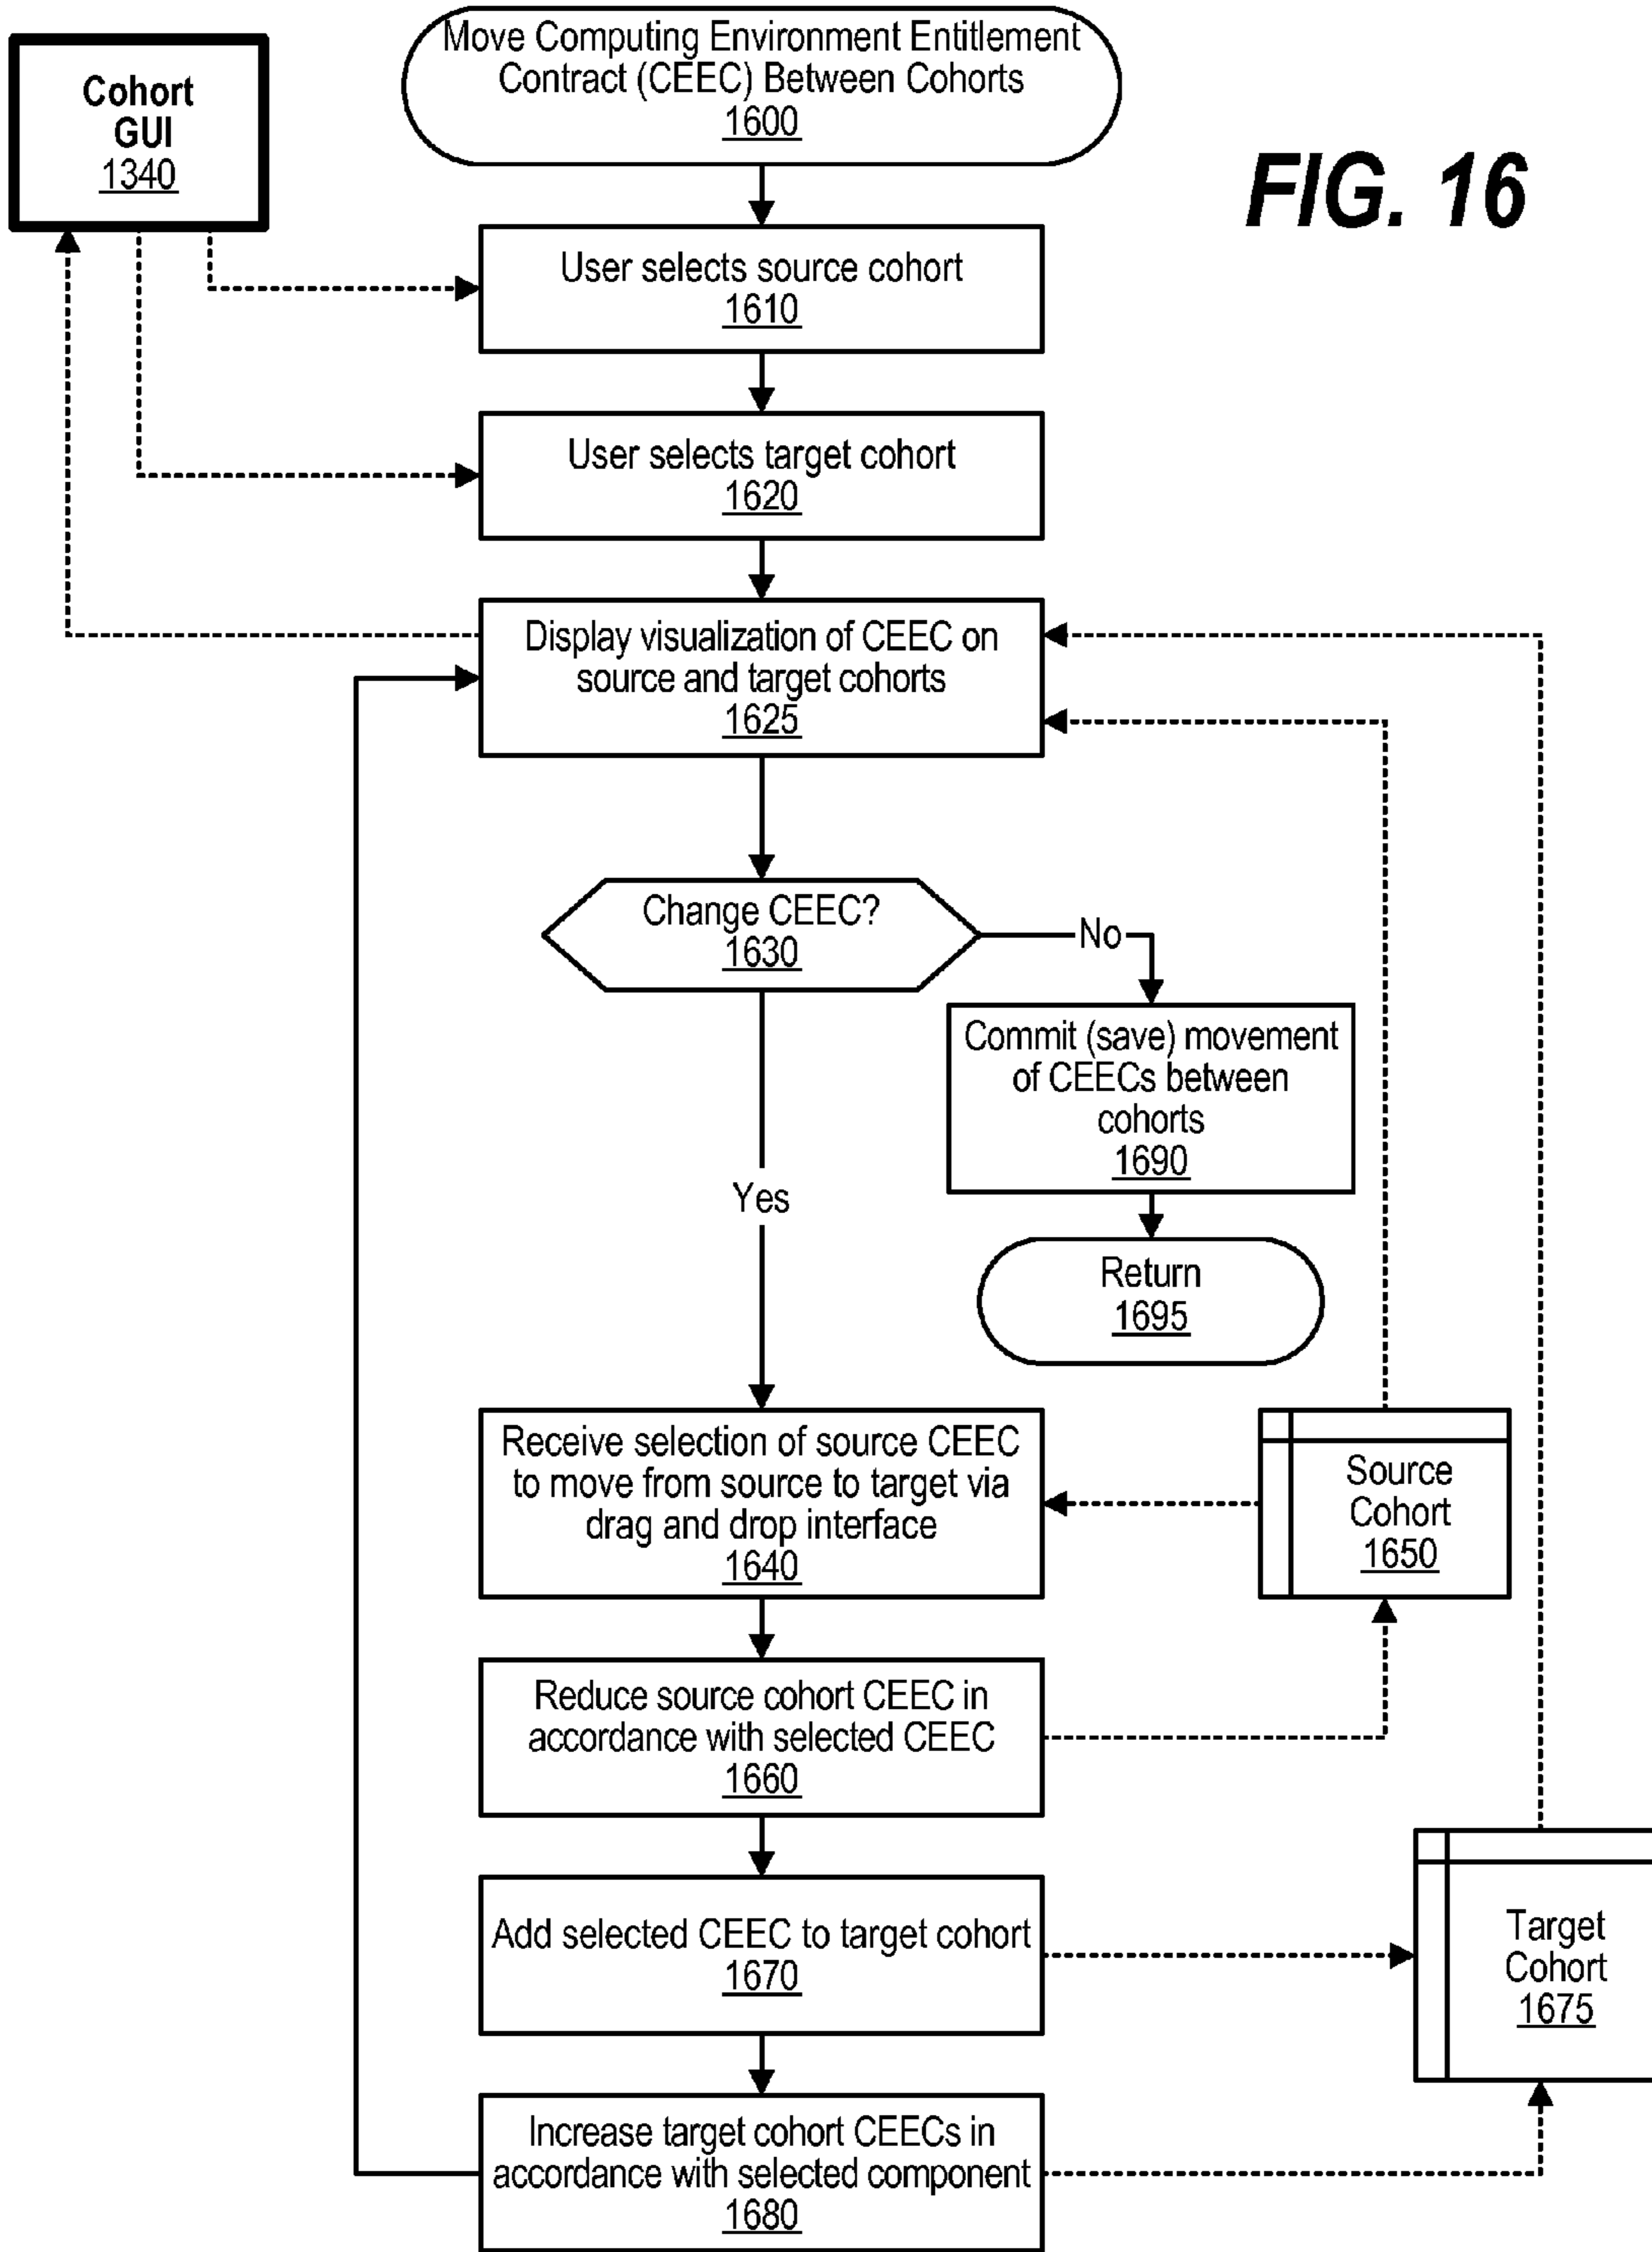 Cohort
GUI
1340
Move Computing Environment Entitlement
Contract (CEEC) Between Cohorts
1600
FIG. 16
User selects source cohort
1610
User selects target cohort
1620
Display visualization of CEEC on
source and target cohorts
1625
Change CEEC?
1630
No
Commit (save) movement
of CEECs between
cohorts
1690
Yes
Return
1695
Receive selection of source CEEC
to move from source to target via
drag and drop interface
1640
Source
Cohort
1650
Reduce source cohort CEEC in
accordance with selected CEEC
1660
Add selected CEEC to target cohort
1670
Target
Cohort
1675
Increase target cohort CEECs in
accordance with selected component
1680